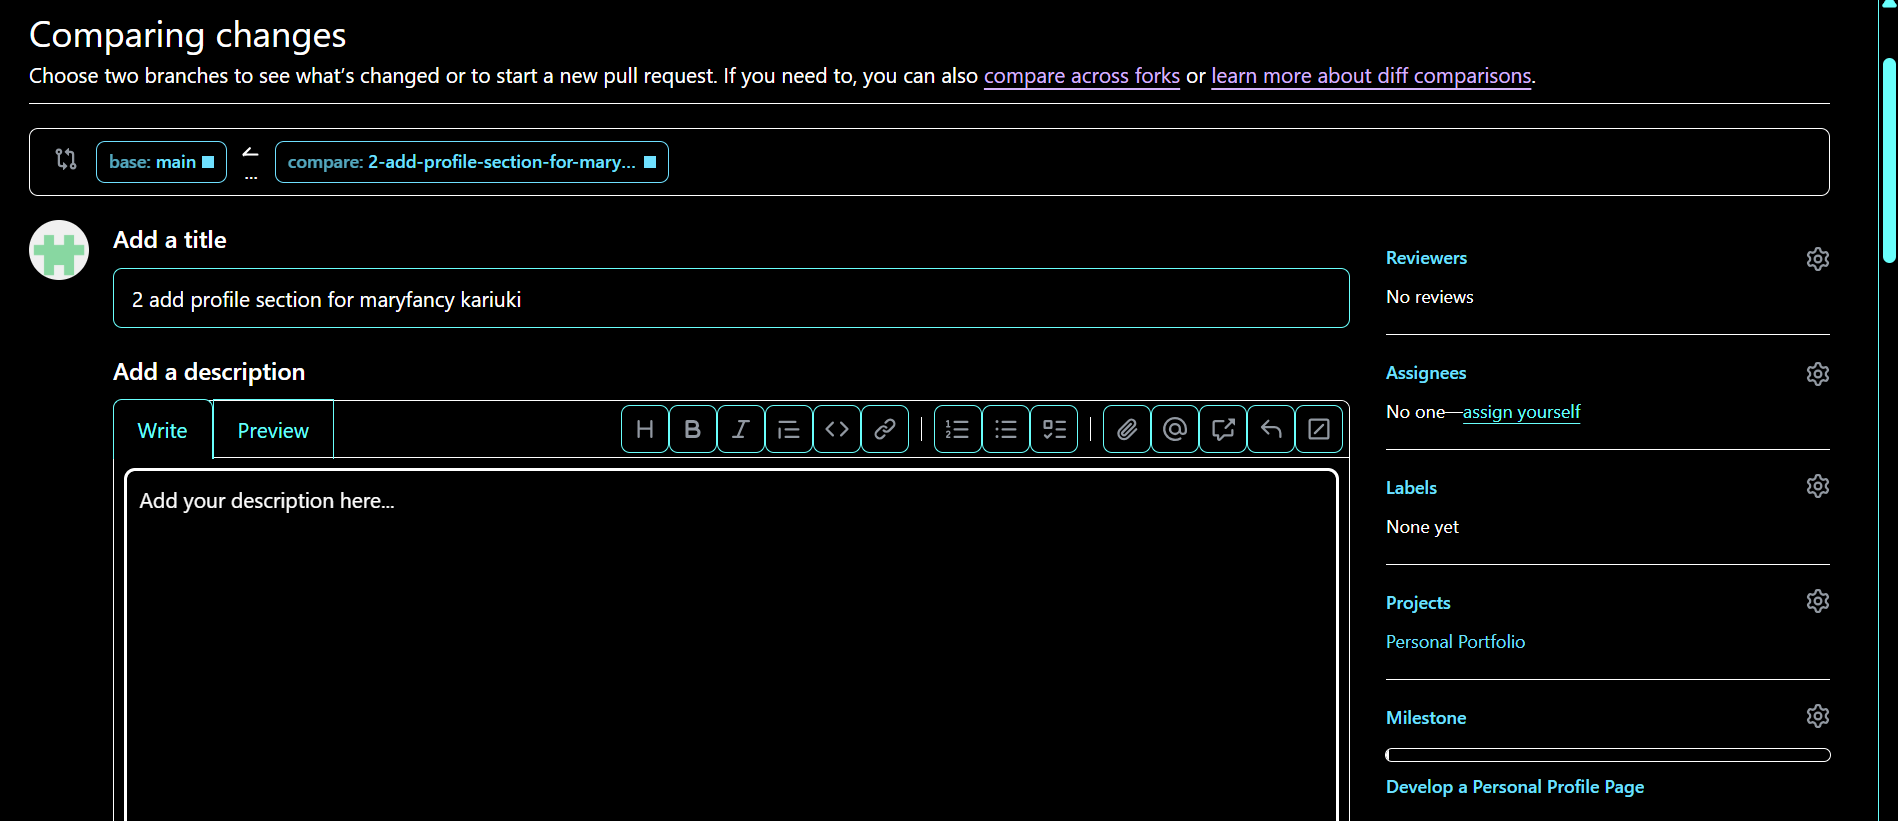 Comparing changes
Choose two branches to see what's changed or to start a new pull request. If you need to, you can also compare across forks or learn more about diff comparisons.
base: main
...
compare: 2-add-profile-section-for-mary...
Add a title
2 add profile section for maryfancy kariuki
Add a description
Write
Preview
Add your description here...
Reviewers
No reviews
Assignees
No one—assign yourself
Labels
None yet
Projects
Personal Portfolio
Milestone
Develop a Personal Profile Page